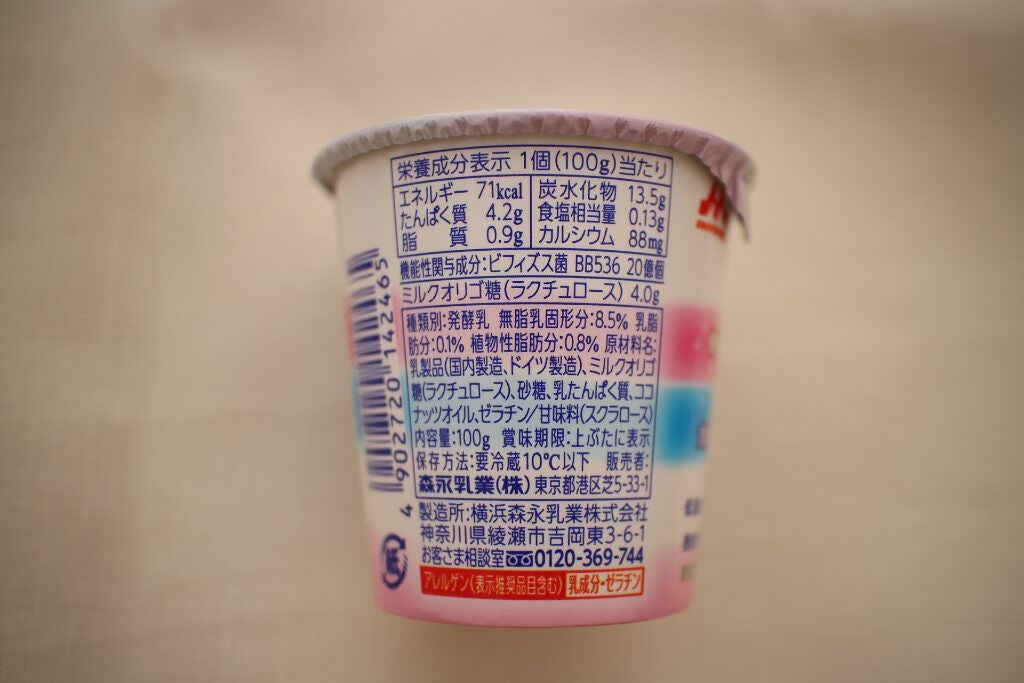 栄養成分表示 1個(100g)当たり
エネルギー 71kcal 炭水化物 13.5g
たんぱく質 4.2g 食塩相当量 0.13g
脂質 0.9g カルシウム 88mg
機能性関与成分:ビフィズス菌 BB536 20億個
ミルクオリゴ糖(ラクチュロース) 4.0g
種類別:発酵乳 無脂乳固形分:8.5% 乳脂
肪分:0.1% 植物性脂肪分:0.8% 原材料名:
乳製品(国内製造、ドイツ製造)、ミルクオリゴ
糖(ラクチュロース)、砂糖、乳たんぱく質、ココ
ナッツオイル、ゼラチン/甘味料(スクラロース)
内容量:100g 賞味期限:上ぶたに表示
保存方法:要冷蔵10℃以下 販売者:
森永乳業(株) 東京都港区芝5-33-1
製造所:横浜森永乳業株式会社
神奈川県綾瀬市吉岡東3-6-1
お客さま相談室 0120-369-744
アレルゲン(表示推奨品目含む) 乳成分・ゼラチン
4 902720 142465
紙